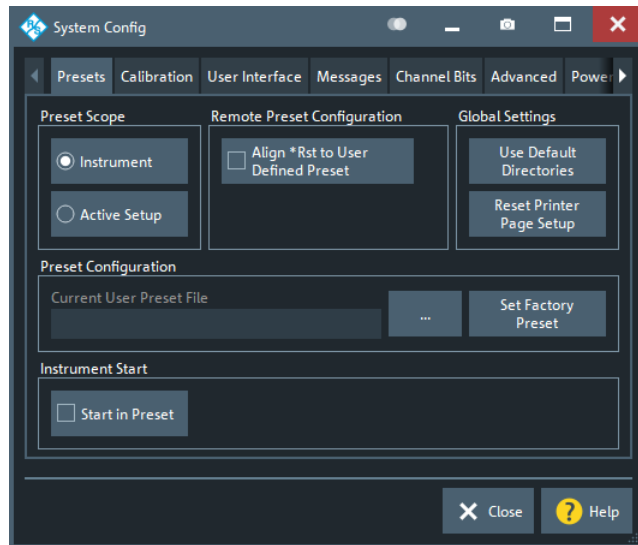 System Config
Presets Calibration User Interface Messages Channel Bits Advanced Power
Preset Scope
Instrument
Active Setup
Remote Preset Configuration
Align *Rst to User
Defined Preset
Global Settings
Use Default
Directories
Reset Printer
Page Setup
Preset Configuration
Current User Preset File
...
Set Factory
Preset
Instrument Start
Start in Preset
Close
? Help